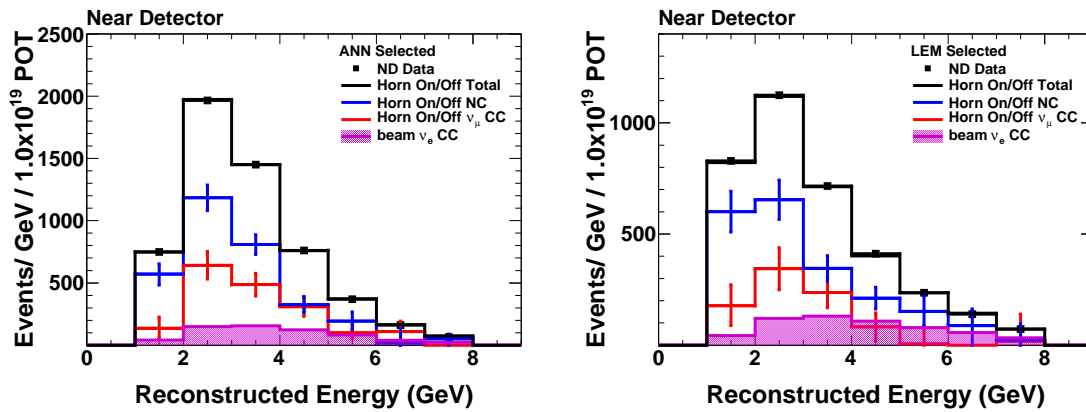 Near Detector
Events/ GeV / 1.0x10¹⁹ POT
2500
2000
1500
1000
500
ANN Selected
ND Data
Horn On/Off Total
Horn On/Off NC
Horn On/Off νμ CC
beam νe CC
0 2 4 6 8
Reconstructed Energy (GeV)
Near Detector
Events/ GeV / 1.0x10¹⁹ POT
1000
500
LEM Selected
ND Data
Horn On/Off Total
Horn On/Off NC
Horn On/Off νμ CC
beam νe CC
0 2 4 6 8
Reconstructed Energy (GeV)